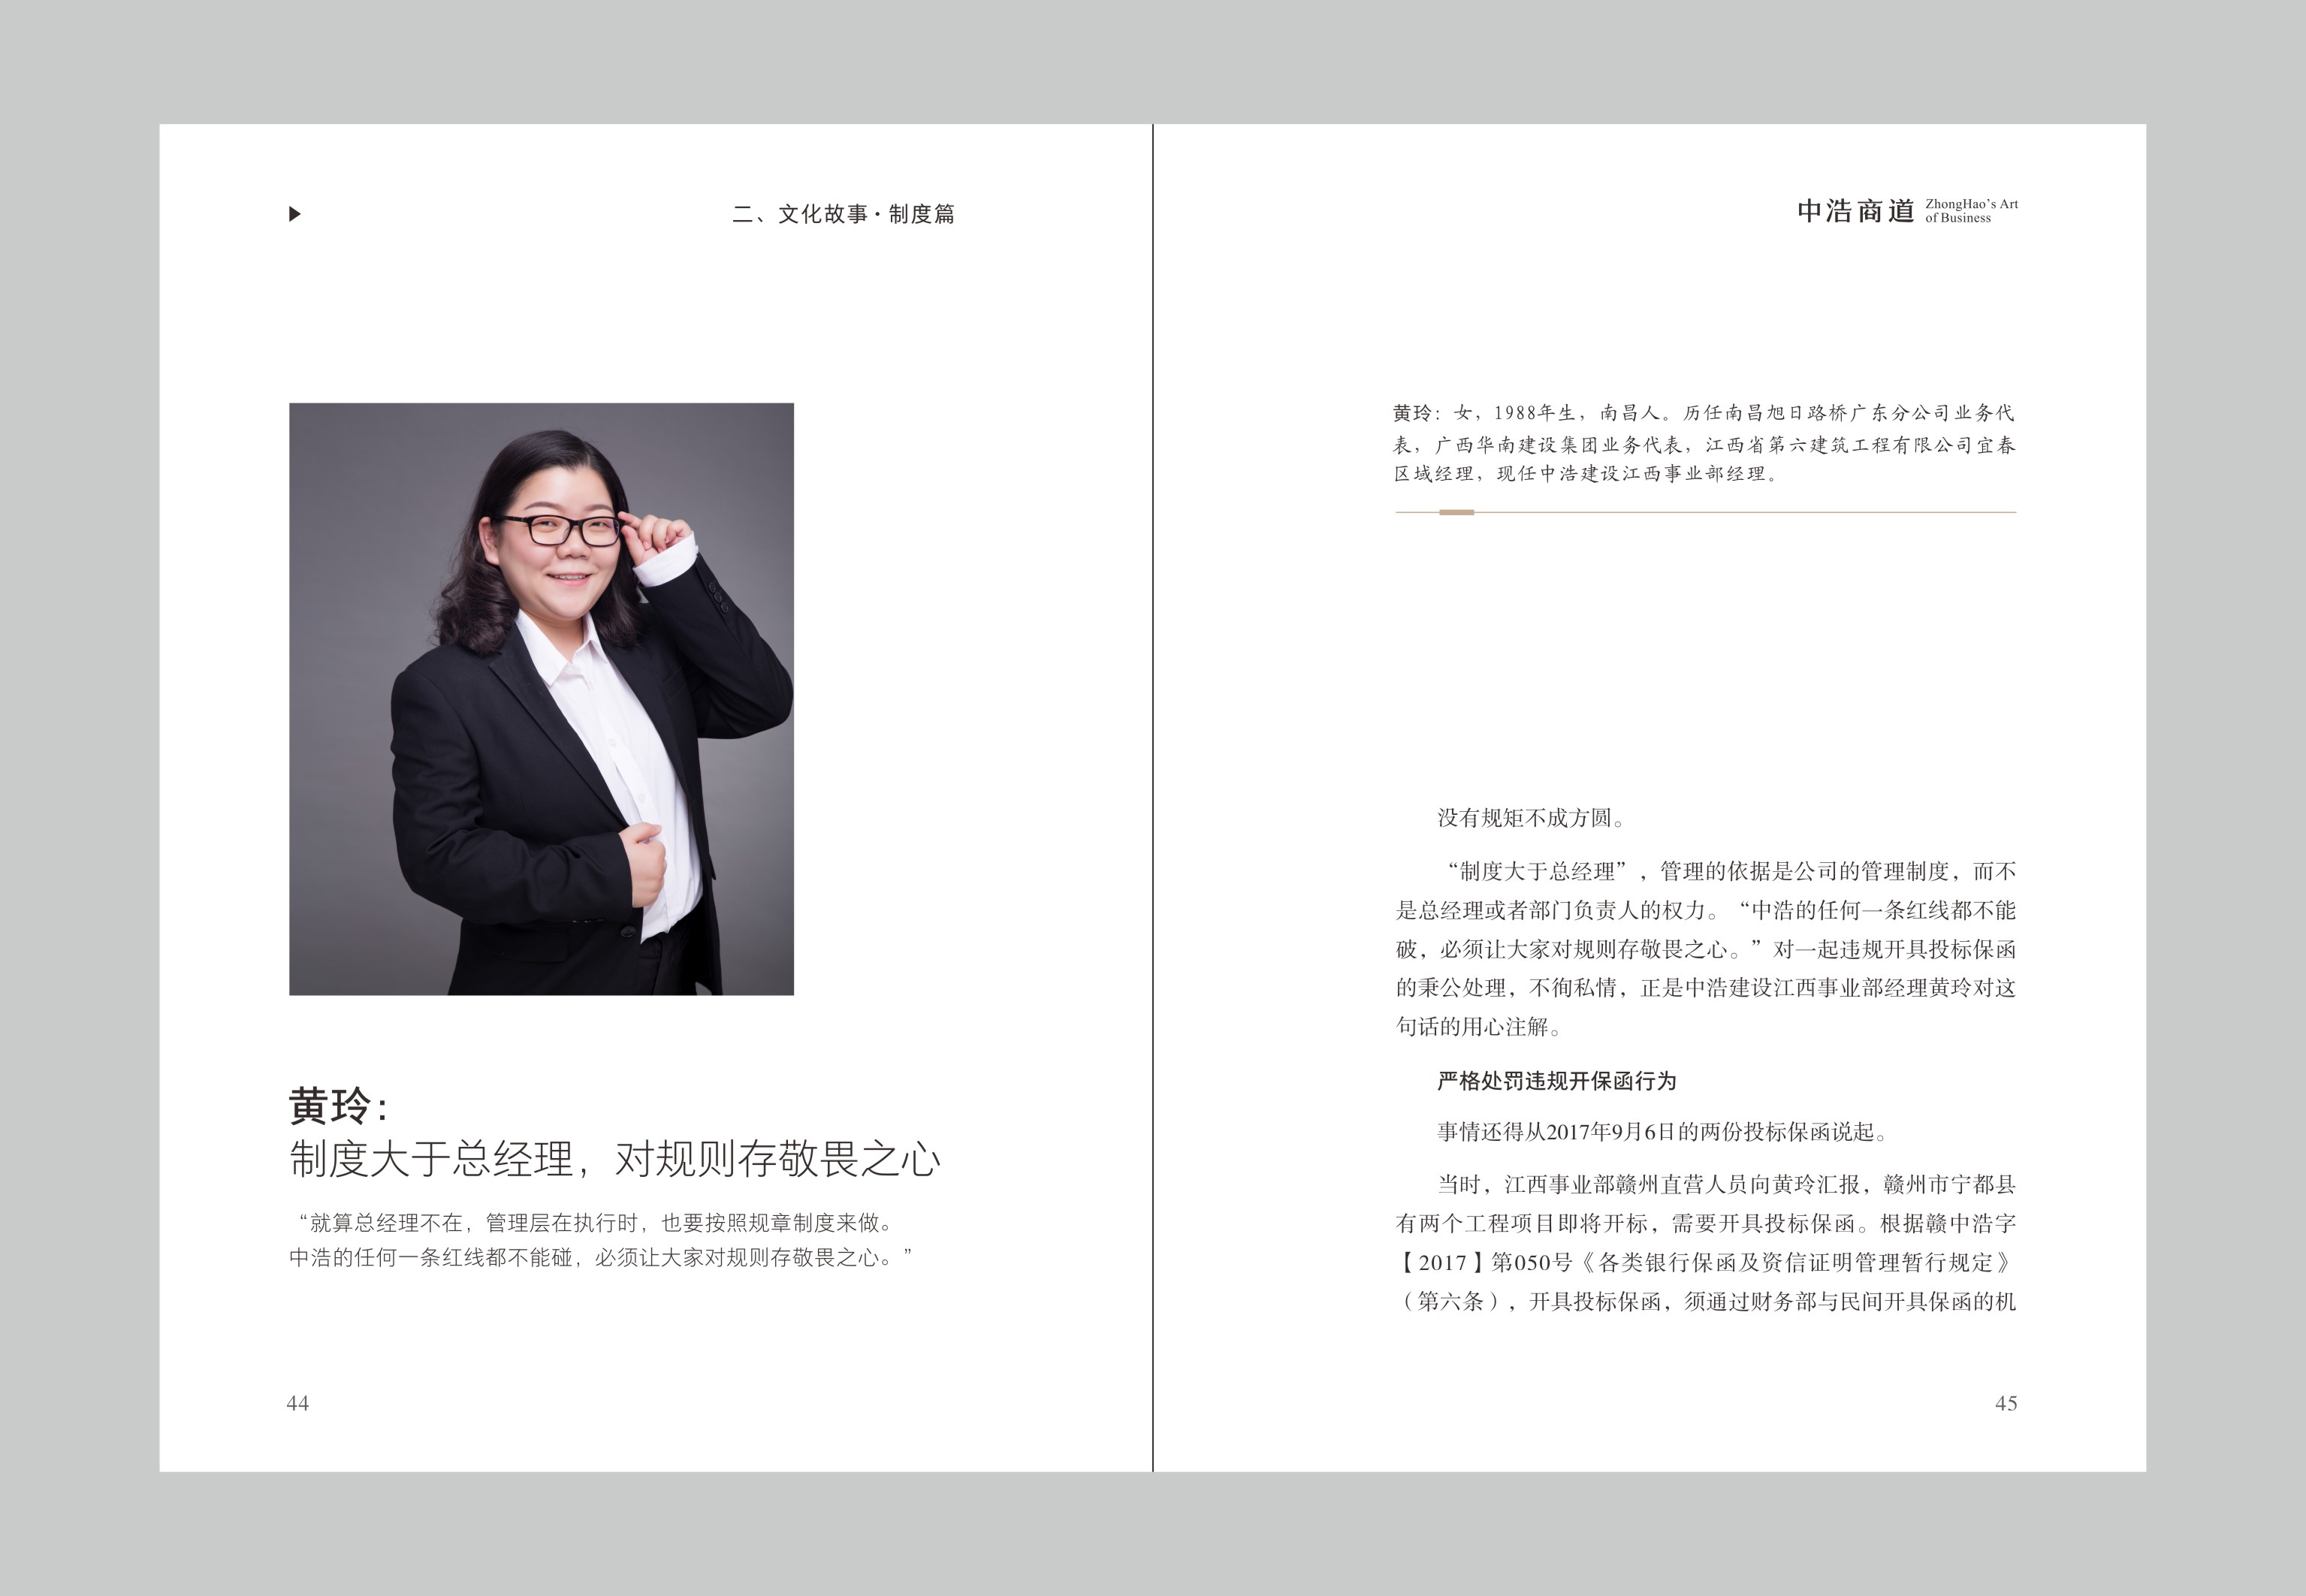 二、文化故事·制度篇
黄玲：
制度大于总经理，对规则存敬畏之心
“就算总经理不在，管理层在执行时，也要按照规章制度来做。
中浩的任何一条红线都不能碰，必须让大家对规则存敬畏之心。”
44
中浩商道 ZhongHao's Art
of Business
黄玲：女，1988年生，南昌人。历任南昌旭日路桥广东分公司业务代
表，广西华南建设集团业务代表，江西省第六建筑工程有限公司宜春
区域经理，现任中浩建设江西事业部经理。
没有规矩不成方圆。
“制度大于总经理”，管理的依据是公司的管理制度，而不
是总经理或者部门负责人的权力。“中浩的任何一条红线都不能
破，必须让大家对规则存敬畏之心。”对一起违规开具投标保函
的秉公处理，不徇私情，正是中浩建设江西事业部经理黄玲对这
句话的用心注解。
严格处罚违规开保函行为
事情还得从2017年9月6日的两份投标保函说起。
当时，江西事业部赣州直营人员向黄玲汇报，赣州市宁都县
有两个工程项目即将开标，需要开具投标保函。根据赣中浩字
【2017】第050号《各类银行保函及资信证明管理暂行规定》
（第六条），开具投标保函，须通过财务部与民间开具保函的机
45